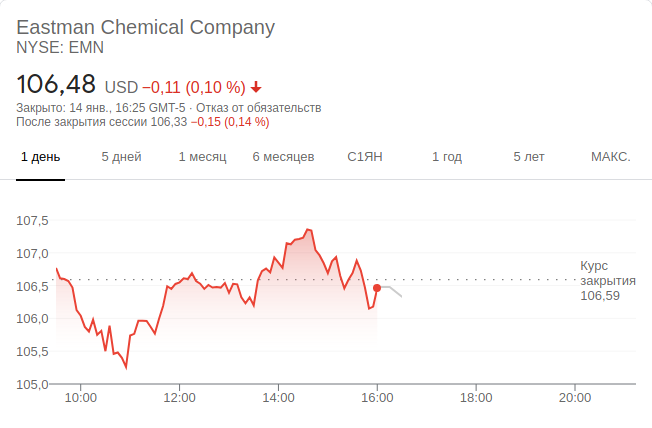 Eastman Chemical Company
NYSE: EMN
106,48 USD −0,11 (0,10 %)
Закрыто: 14 янв., 16:25 GMT-5 · Отказ от обязательств
После закрытия сессии 106,33 −0,15 (0,14 %)
1 день 5 дней 1 месяц 6 месяцев С1ЯН 1 год 5 лет МАКС.
107,5
107,0
106,5
106,0
105,5
105,0
Курс
закрытия
106,59
10:00 12:00 14:00 16:00 18:00 20:00